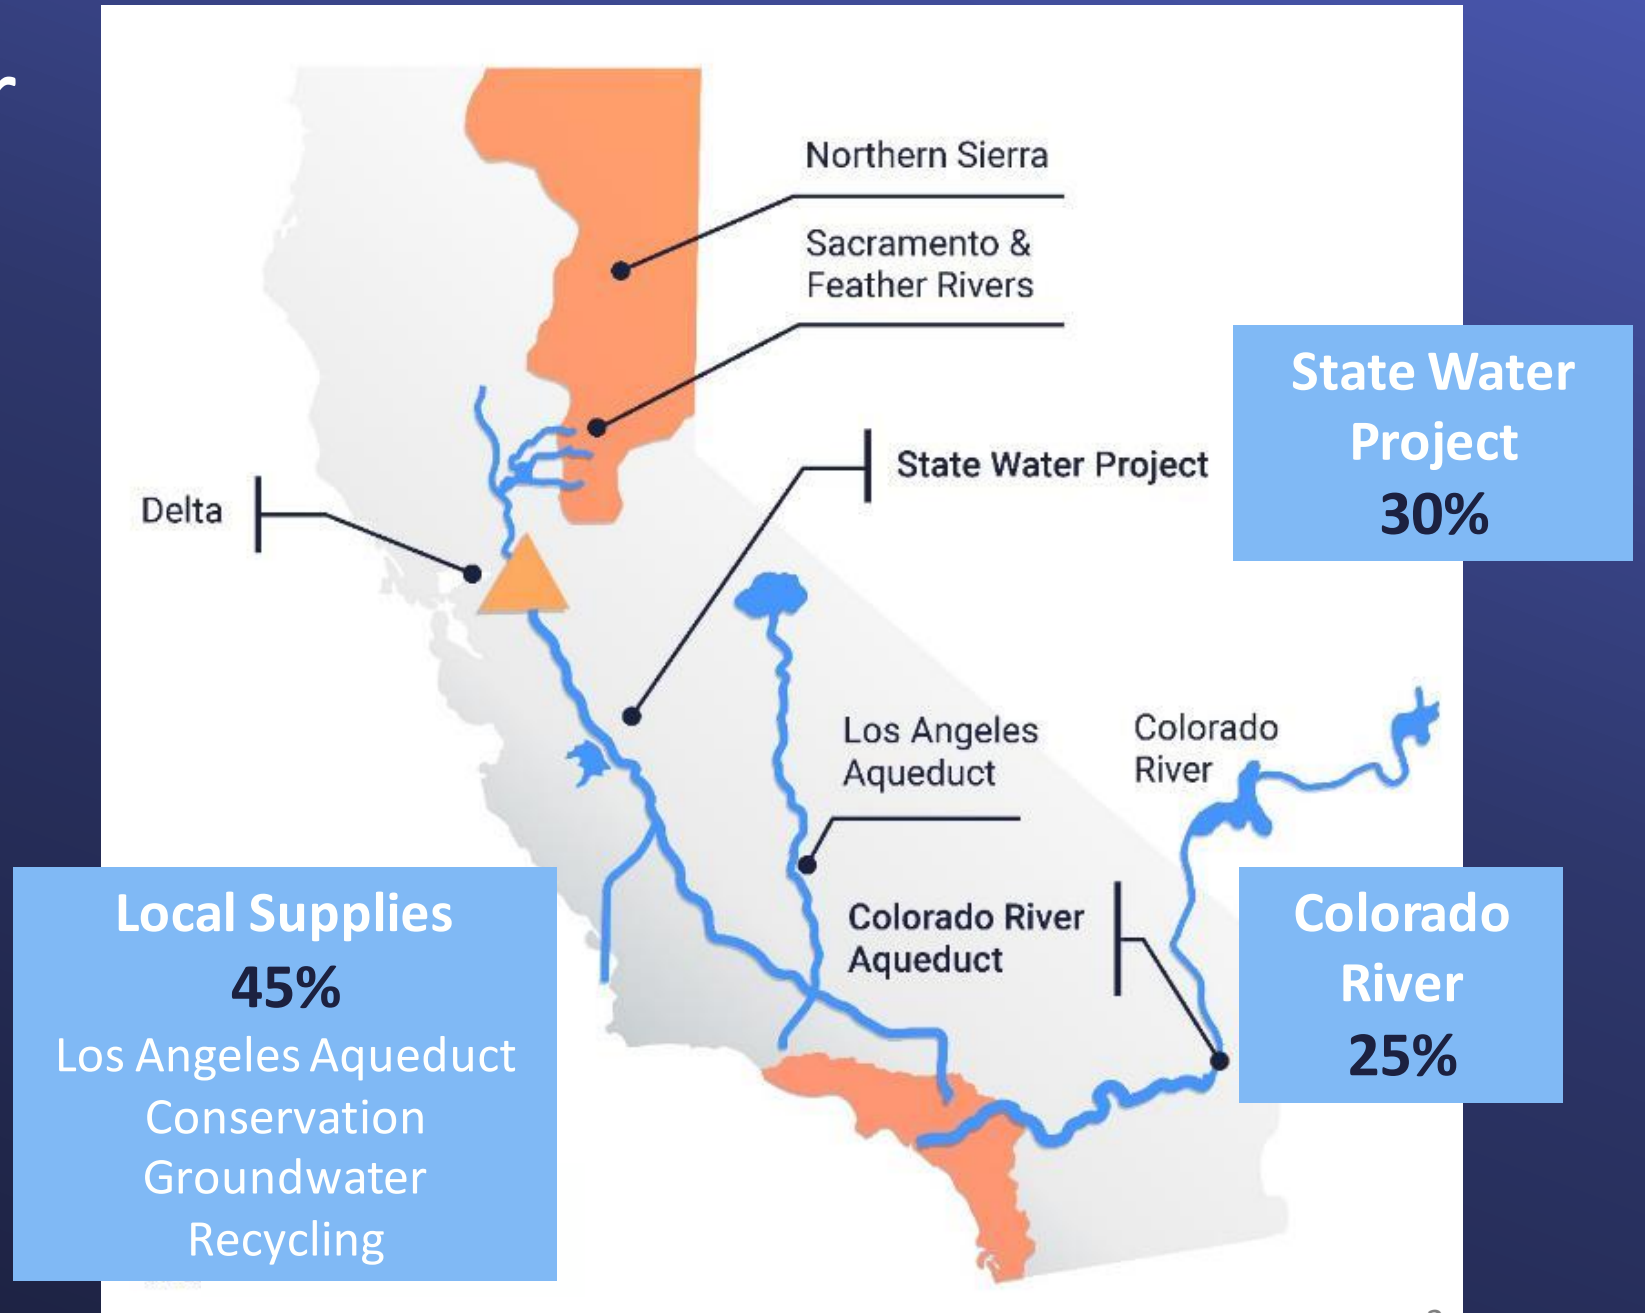 r
Northern Sierra
Sacramento &
Feather Rivers
State Water
Project
30%
State Water Project
Delta
Los Angeles
Aqueduct
Colorado
River
Local Supplies
45%
Los Angeles Aqueduct
Conservation
Groundwater
Recycling
Colorado River
Aqueduct
Colorado
River
25%